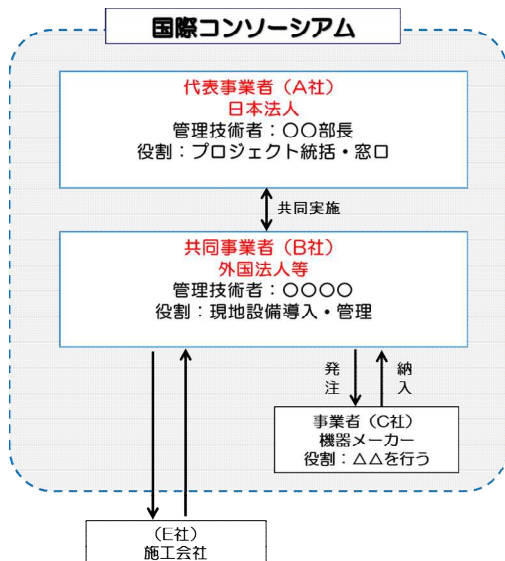 国際コンソーシアム
代表事業者（A社）
日本法人
管理技術者：〇〇部長
役割：プロジェクト統括・窓口
共同実施
共同事業者（B社）
外国法人等
管理技術者：〇〇〇〇
役割：現地設備導入・管理
発注
納入
事業者（C社）
機器メーカー
役割：△△を行う
（E社）
施工会社